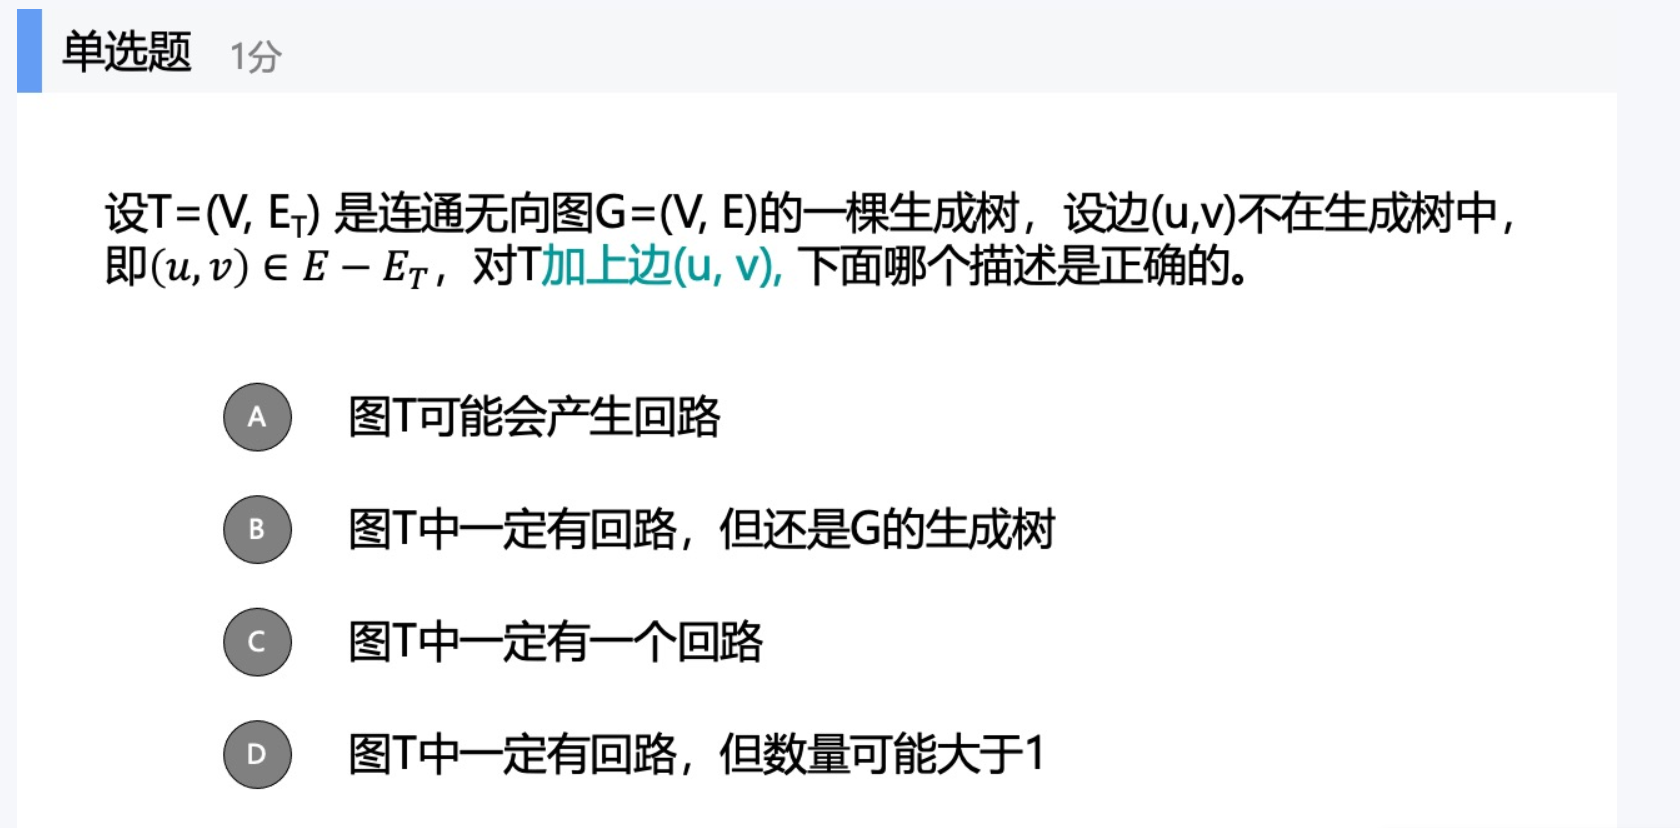 单选题 1分
设T=(V, E_T) 是连通无向图G=(V, E)的一棵生成树，设边(u,v)不在生成树中，
即(u, v) ∈ E − E_T，对T加上边(u, v), 下面哪个描述是正确的。
A 图T可能会产生回路
B 图T中一定有回路，但还是G的生成树
C 图T中一定有一个回路
D 图T中一定有回路，但数量可能大于1